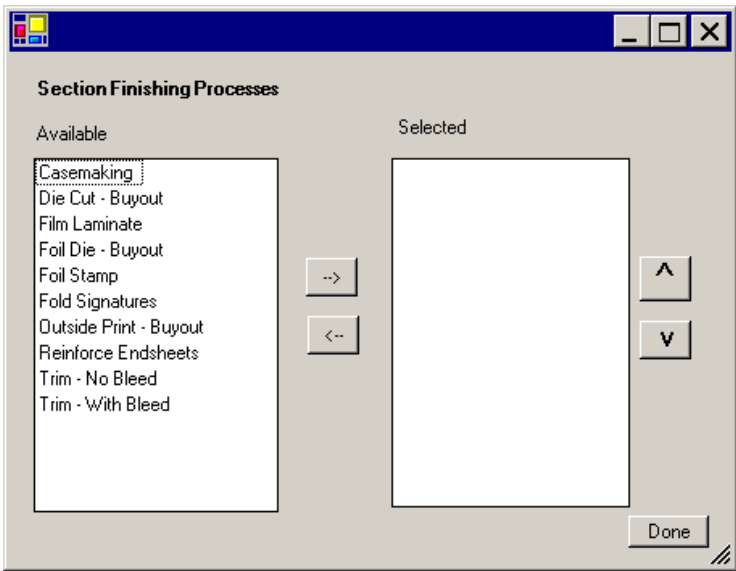 Section Finishing Processes
Available
Selected
Casemaking
Die Cut - Buyout
Film Laminate
Foil Die - Buyout
Foil Stamp
Fold Signatures
Outside Print - Buyout
Reinforce Endsheets
Trim - No Bleed
Trim - With Bleed
-->
<--
^
v
Done